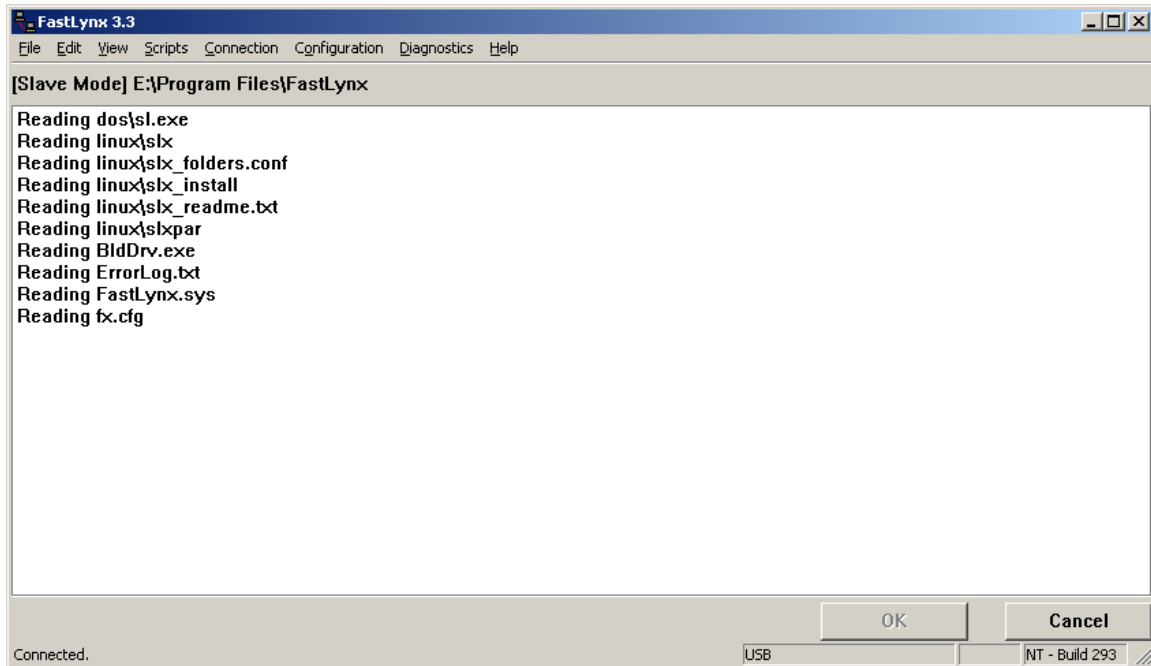 FastLynx 3.3
File Edit View Scripts Connection Configuration Diagnostics Help
[Slave Mode] E:\Program Files\FastLynx
Reading dos\sl.exe
Reading linux\slx
Reading linux\slx_folders.conf
Reading linux\slx_install
Reading linux\slx_readme.txt
Reading linux\slxpar
Reading BldDrv.exe
Reading ErrorLog.txt
Reading FastLynx.sys
Reading fx.cfg
OK Cancel
Connected. USB NT - Build 293